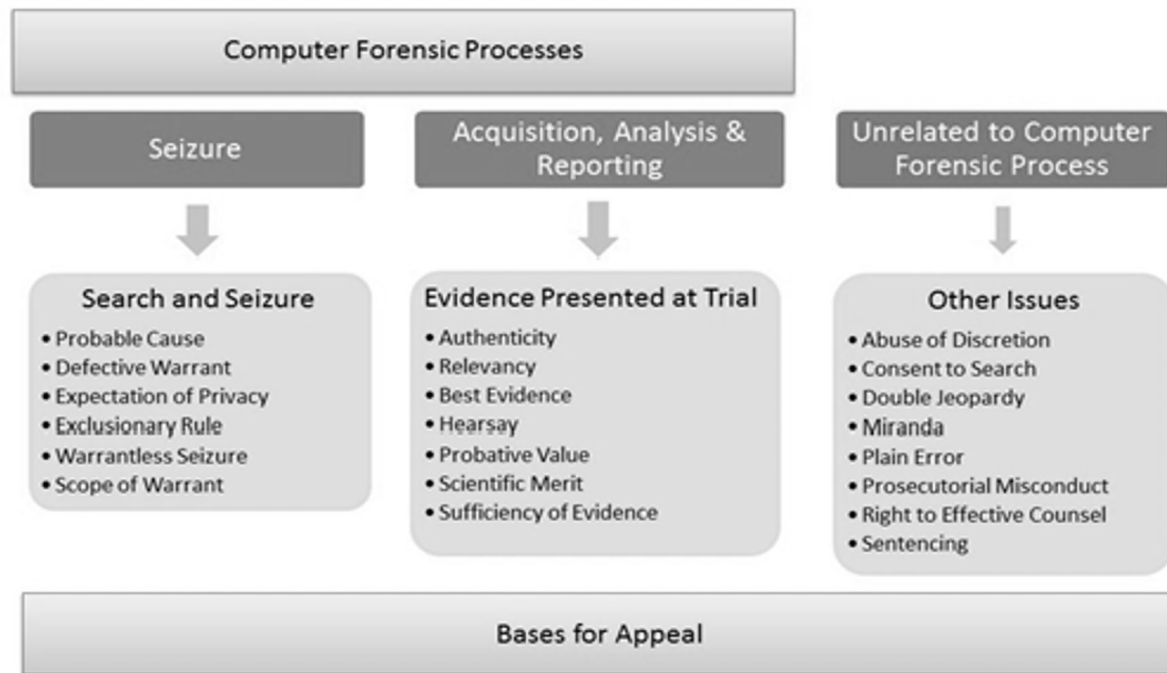 Computer Forensic Processes
Seizure
Acquisition, Analysis &
Reporting
Unrelated to Computer
Forensic Process
Search and Seizure
• Probable Cause
• Defective Warrant
• Expectation of Privacy
• Exclusionary Rule
• Warrantless Seizure
• Scope of Warrant
Evidence Presented at Trial
• Authenticity
• Relevancy
• Best Evidence
• Hearsay
• Probative Value
• Scientific Merit
• Sufficiency of Evidence
Other Issues
• Abuse of Discretion
• Consent to Search
• Double Jeopardy
• Miranda
• Plain Error
• Prosecutorial Misconduct
• Right to Effective Counsel
• Sentencing
Bases for Appeal